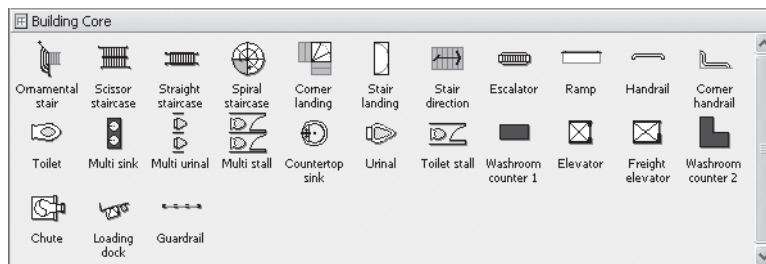 Building Core
Ornamental stair
Scissor staircase
Straight staircase
Spiral staircase
Corner landing
Stair landing
Stair direction
Escalator
Ramp
Handrail
Corner handrail
Toilet
Multi sink
Multi urinal
Multi stall
Countertop sink
Urinal
Toilet stall
Washroom counter 1
Elevator
Freight elevator
Washroom counter 2
Chute
Loading dock
Guardrail